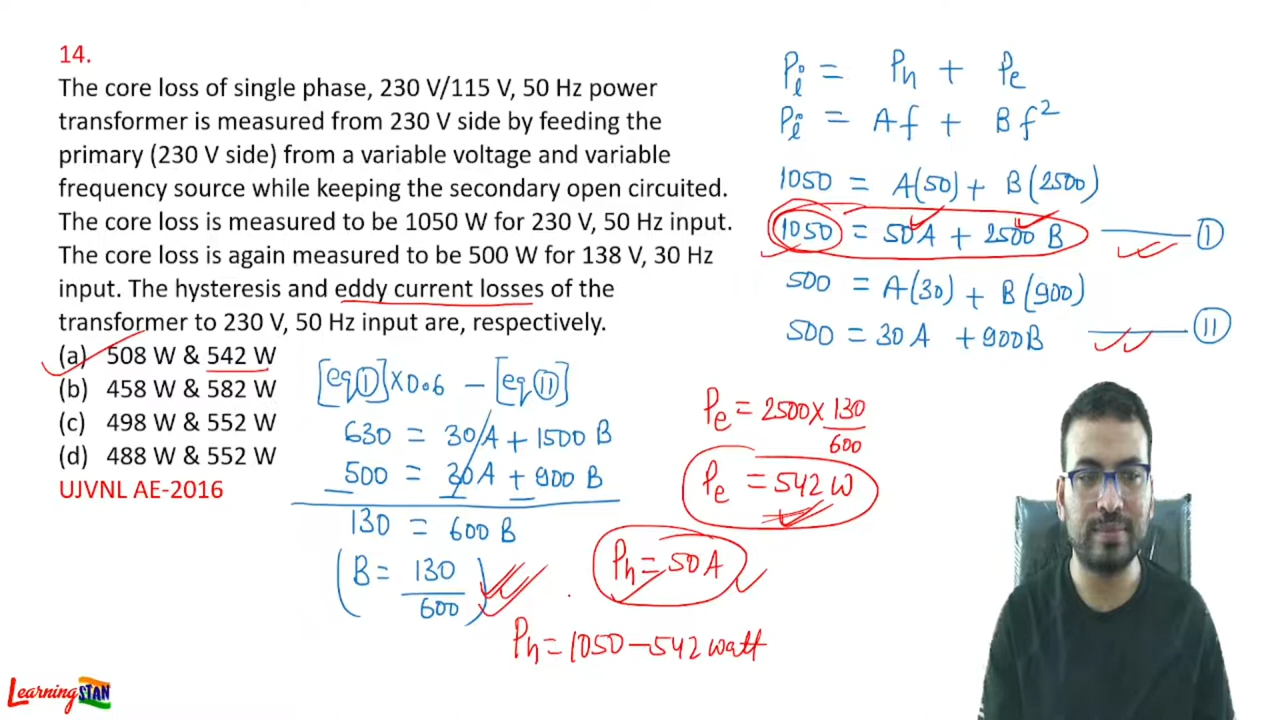 14.
The core loss of single phase, 230 V/115 V, 50 Hz power
transformer is measured from 230 V side by feeding the
primary (230 V side) from a variable voltage and variable
frequency source while keeping the secondary open circuited.
The core loss is measured to be 1050 W for 230 V, 50 Hz input.
The core loss is again measured to be 500 W for 138 V, 30 Hz
input. The hysteresis and eddy current losses of the
transformer to 230 V, 50 Hz input are, respectively.
(a) 508 W & 542 W
(b) 458 W & 582 W
(c) 498 W & 552 W
(d) 488 W & 552 W
UJVNL AE-2016
[eq(I)]×0.6 – [eq(II)]
630 = 30A + 1500 B
500 = 30A + 900 B
130 = 600 B
(B = 130/600)
Pi = Ph + Pe
Pi = Af + Bf²
1050 = A(50) + B(2500)
1050 = 50A + 2500 B — (I)
500 = A(30) + B(900)
500 = 30A + 900B — (II)
Pe = 2500 × 130/600
Pe = 542 W
Ph = 50A
Ph = 1050 – 542 watt
LearningSTAN